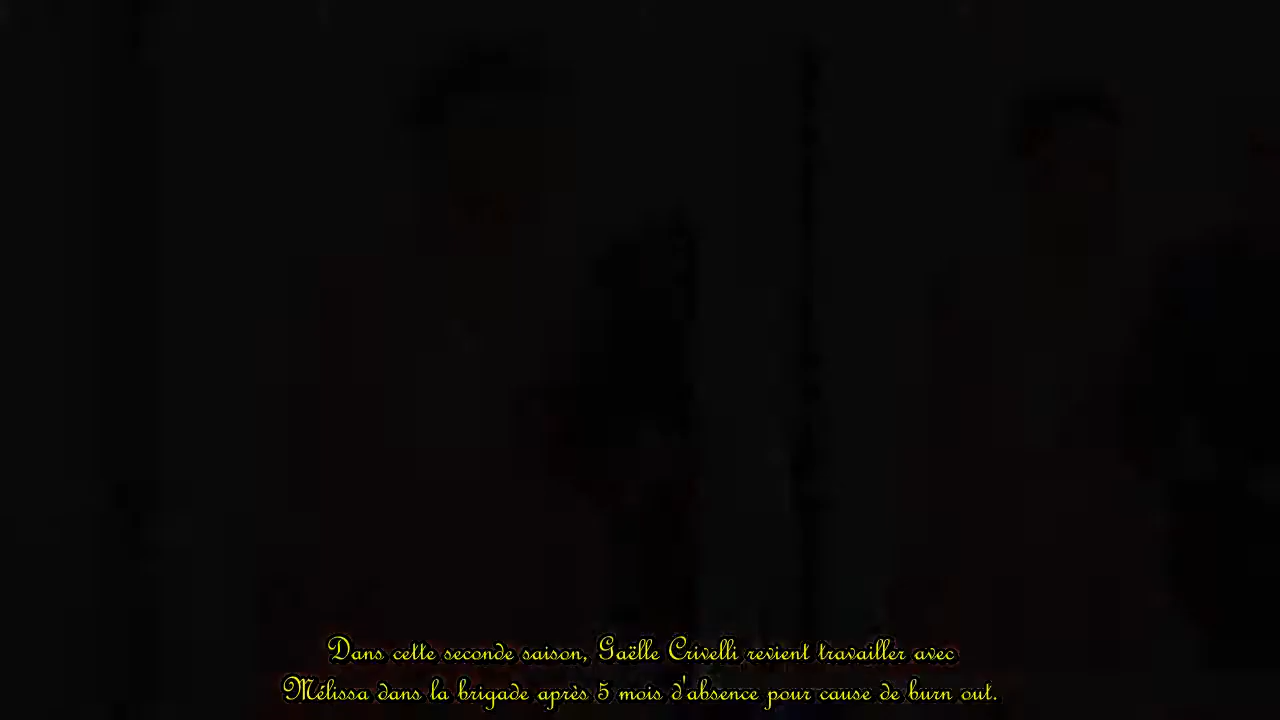 Dans cette seconde saison, Gaëlle Crivelli revient travailler avec
Mélissa dans la brigade après 5 mois d'absence pour cause de burn out.